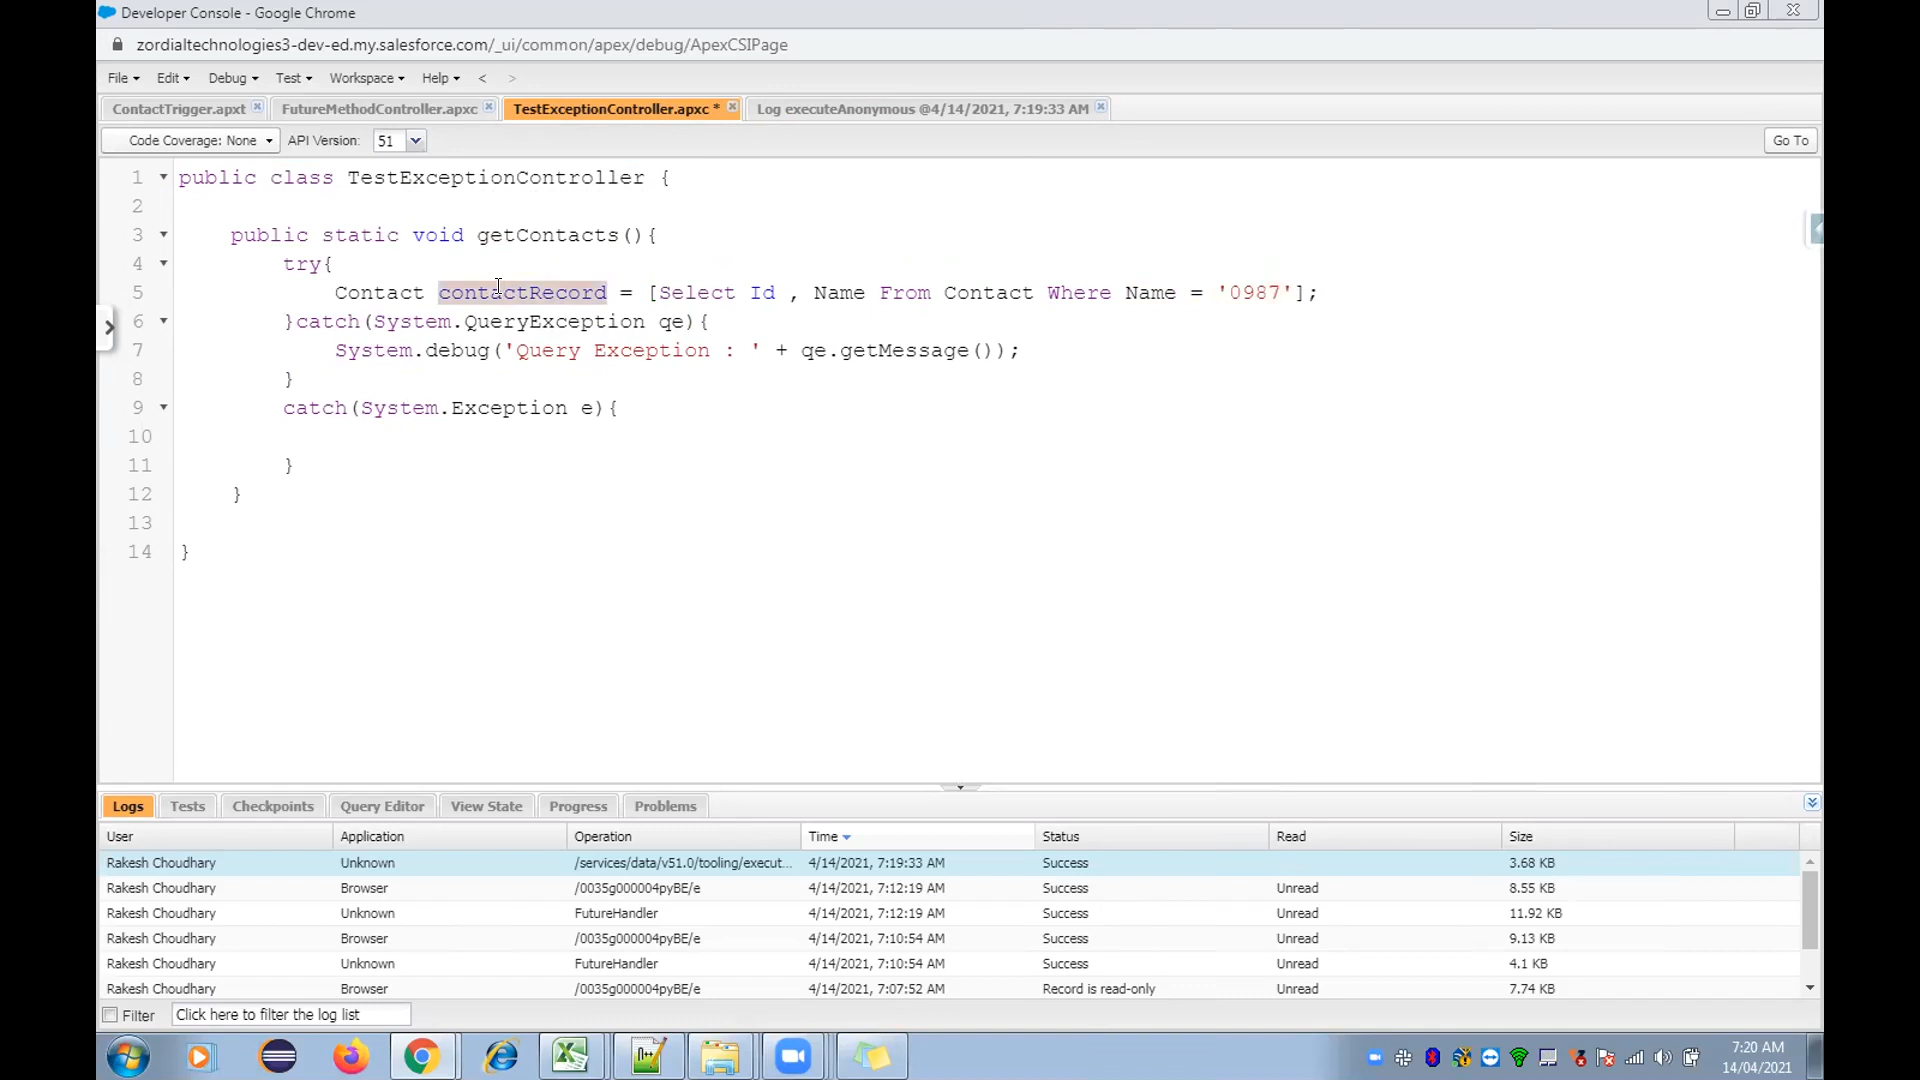 Developer Console - Google Chrome
zordialtechnologies3-dev-ed.my.salesforce.com/_ui/common/apex/debug/ApexCSIPage
File Edit Debug Test Workspace Help < >
ContactTrigger.apxt FutureMethodController.apxc TestExceptionController.apxc * Log executeAnonymous @4/14/2021, 7:19:33 AM
Code Coverage: None API Version: 51 Go To
1 public class TestExceptionController {
2
3 public static void getContacts(){
4 try{
5 Contact contactRecord = [Select Id , Name From Contact Where Name = '0987'];
6 }catch(System.QueryException qe){
7 System.debug('Query Exception : ' + qe.getMessage());
8 }
9 catch(System.Exception e){
10
11 }
12 }
13
14 }
Logs Tests Checkpoints Query Editor View State Progress Problems
User Application Operation Time Status Read Size
Rakesh Choudhary Unknown /services/data/v51.0/tooling/execut... 4/14/2021, 7:19:33 AM Success 3.68 KB
Rakesh Choudhary Browser /0035g000004pyBE/e 4/14/2021, 7:12:19 AM Success Unread 8.55 KB
Rakesh Choudhary Unknown FutureHandler 4/14/2021, 7:12:19 AM Success Unread 11.92 KB
Rakesh Choudhary Browser /0035g000004pyBE/e 4/14/2021, 7:10:54 AM Success Unread 9.13 KB
Rakesh Choudhary Unknown FutureHandler 4/14/2021, 7:10:54 AM Success Unread 4.1 KB
Rakesh Choudhary Browser /0035g000004pyBE/e 4/14/2021, 7:07:52 AM Record is read-only Unread 7.74 KB
Filter Click here to filter the log list
7:20 AM
14/04/2021